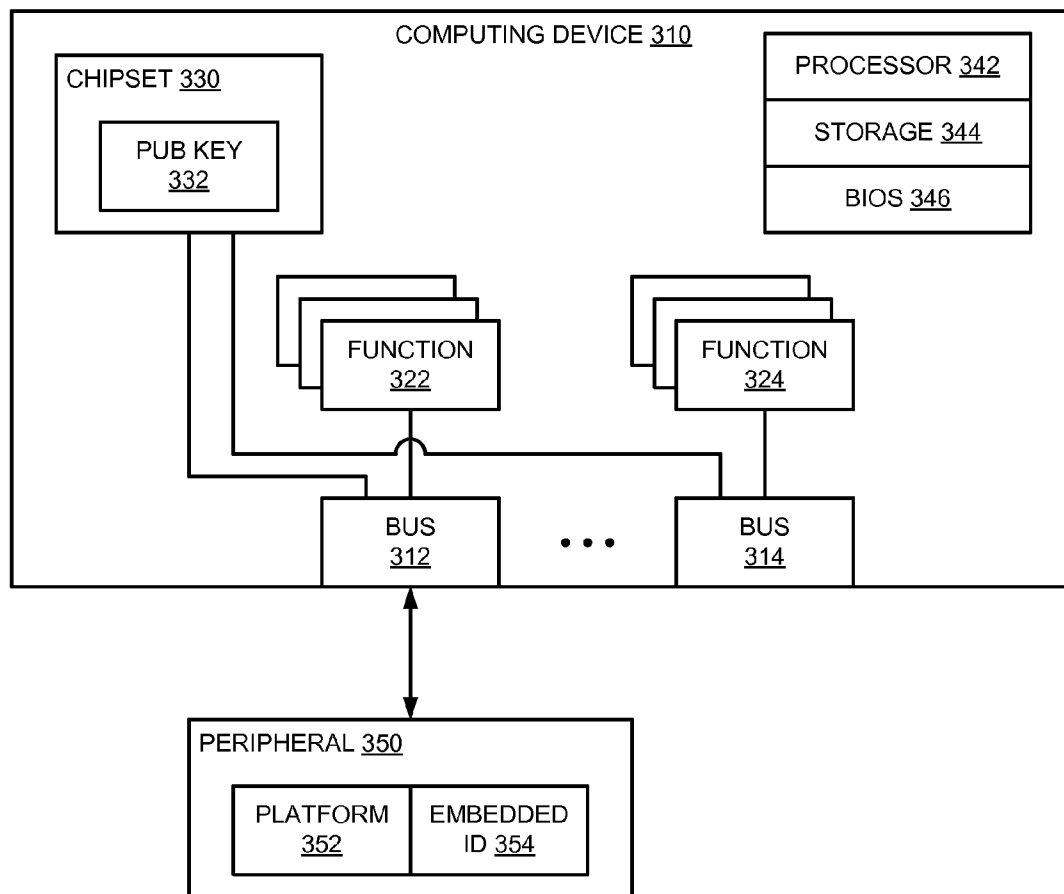 COMPUTING DEVICE 310
CHIPSET 330
PUB KEY
332
PROCESSOR 342
STORAGE 344
BIOS 346
FUNCTION
322
FUNCTION
324
BUS
312
BUS
314
PERIPHERAL 350
PLATFORM
352
EMBEDDED
ID 354